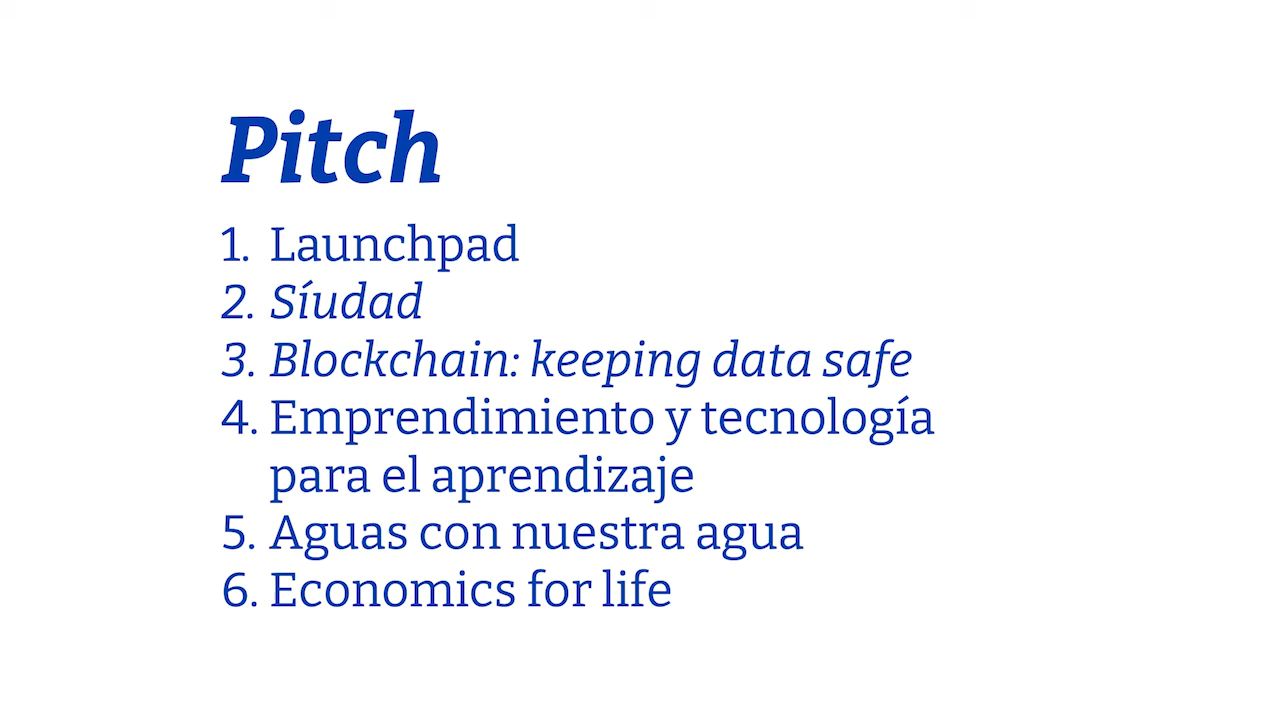 Pitch
1. Launchpad
2. Síudad
3. Blockchain: keeping data safe
4. Emprendimiento y tecnología
para el aprendizaje
5. Aguas con nuestra agua
6. Economics for life